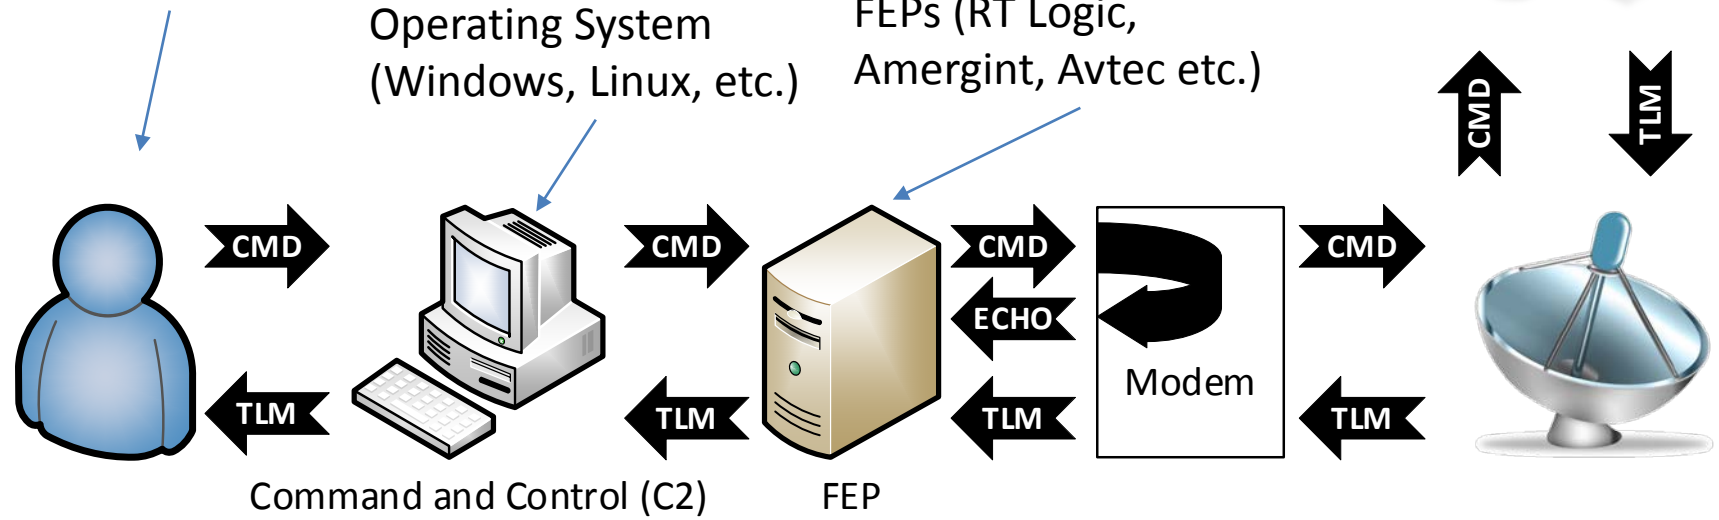 Operating System
(Windows, Linux, etc.)
FEPs (RT Logic,
Amergint, Avtec etc.)
CMD
TLM
CMD
CMD
CMD
CMD
ECHO
Modem
TLM
TLM
TLM
TLM
Command and Control (C2)
FEP